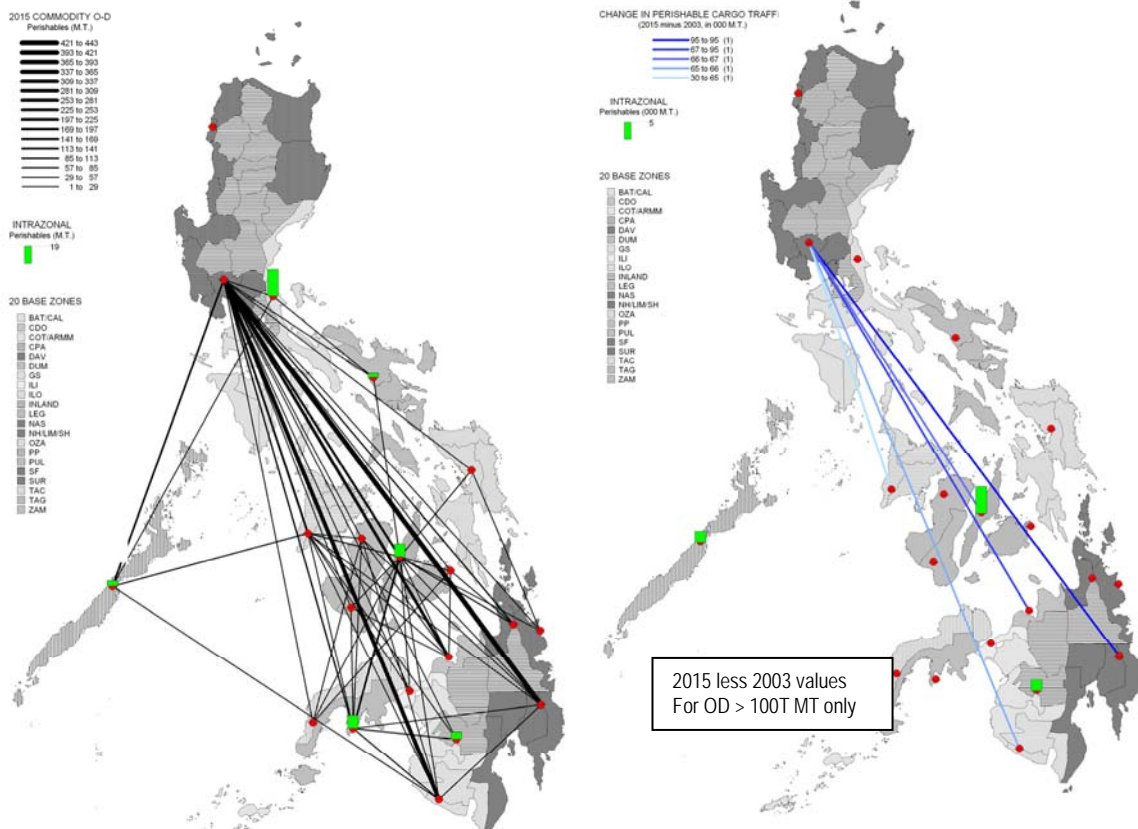 2015 COMMODITY O-D
Perishables (M.T.)
421 to 443
393 to 421
365 to 393
337 to 365
309 to 337
281 to 309
253 to 281
225 to 253
197 to 225
169 to 197
141 to 169
113 to 141
85 to 113
57 to 85
29 to 57
1 to 29
INTRAZONAL
Perishables (M.T.)
19
20 BASE ZONES
BAT/CAL
CDO
COT/ARMM
CPA
DAV
DUM
GS
ILI
ILO
INLAND
LEG
NAS
NH/LIM/SH
OZA
PP
PUL
SF
SUR
TAC
TAG
ZAM
CHANGE IN PERISHABLE CARGO TRAFF
(2015 minus 2003, in 000 M.T.)
95 to 95 (1)
67 to 95 (1)
66 to 67 (1)
65 to 66 (1)
30 to 65 (1)
INTRAZONAL
Perishables (000 M.T.)
5
20 BASE ZONES
BAT/CAL
CDO
COT/ARMM
CPA
DAV
DUM
GS
ILI
ILO
INLAND
LEG
NAS
NH/LIM/SH
OZA
PP
PUL
SF
SUR
TAC
TAG
ZAM
2015 less 2003 values
For OD > 100T MT only